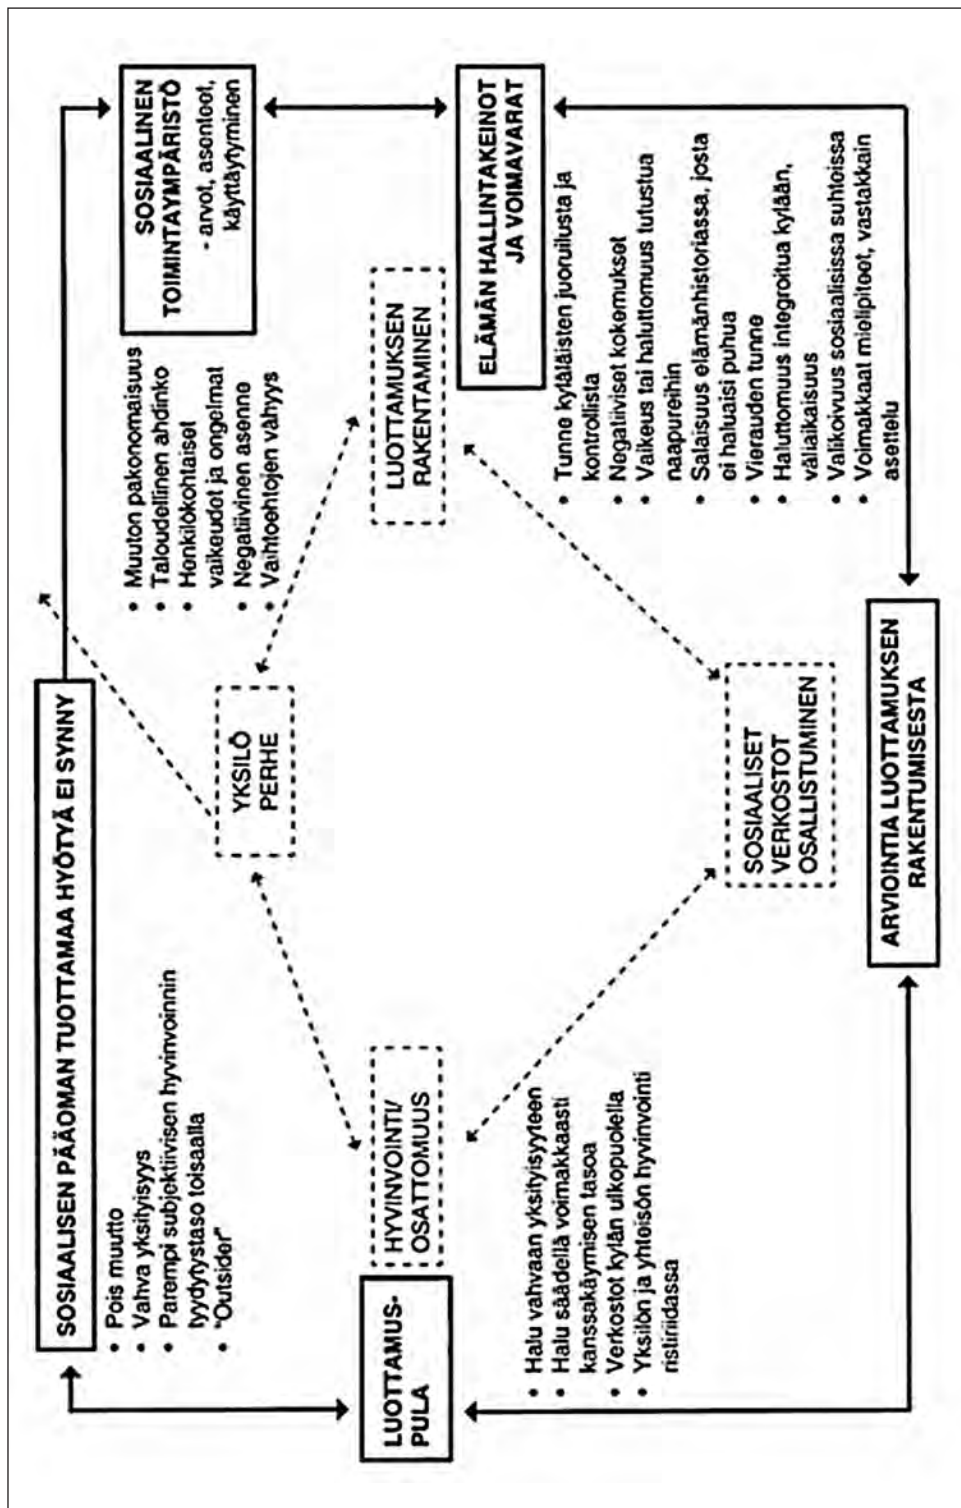 SOSIAALISEN PÄÄOMAN TUOTTAMAA HYÖTYÄ EI SYNNY
• Pois muutto
• Vahva yksityisyys
• Parempi subjektiivisen hyvinvoinnin
tyydytystaso toisaalla
• "Outsider"
• Muuton pakonomaisuus
• Taloudellinen ahdinko
• Henkilökohtaiset
vaikeudot ja ongelmat
• Negatiivinen asenne
• Vaihtoehtojen vähyys
SOSIAALINEN
TOIMINTAYMPÄRISTÖ
- arvot, asenteet,
käyttäytyminen
YKSILÖ
PERHE
LUOTTAMUS-
PULA
HYVINVOINTI/
OSATTOMUUS
LUOTTAMUKSEN
RAKENTAMINEN
ELÄMÄN HALLINTAKEINOT
JA VOIMAVARAT
• Halu vahvaan yksityisyyteen
• Halu säädellä voimakkaasti
kanssakäymisen tasoa
• Verkostot kylän ulkopuolella
• Yksilön ja yhteisön hyvinvointi
ristiriidassa
• Tunne kyläläisten juoruilusta ja
kontrollista
• Negatiiviset kokemukset
• Vaikeus tai haluttomuus tutustua
naapureihin
• Salaisuus elämänhistoriassa, josta
ei haluaisi puhua
• Vierauden tunne
• Haluttomuus integroitua kylään,
väliaikaisuus
• Valikoivuus sosiaalisissa suhteissa
• Voimakkaat mielipiteet, vastakkain
asettelu
SOSIAALISET
VERKOSTOT
OSALLISTUMINEN
ARVIOINTIA LUOTTAMUKSEN
RAKENTUMISESTA